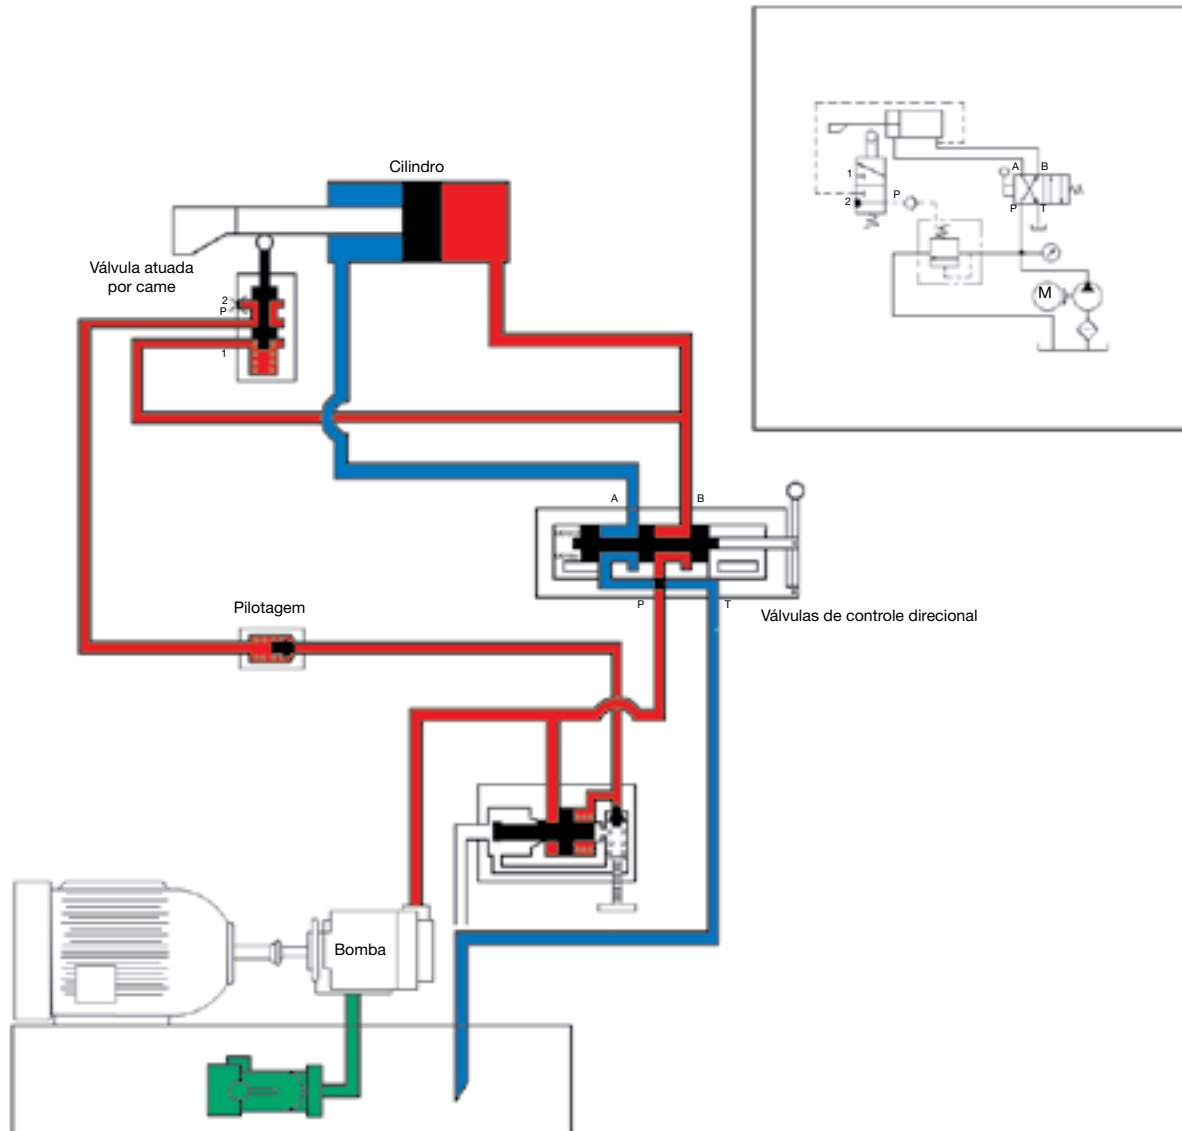 Cilindro
Válvula atuada
por came
2
P
1
A
B
P
T
Válvulas de controle direcional
Pilotagem
Bomba
1
2
P
A
B
P
T
M